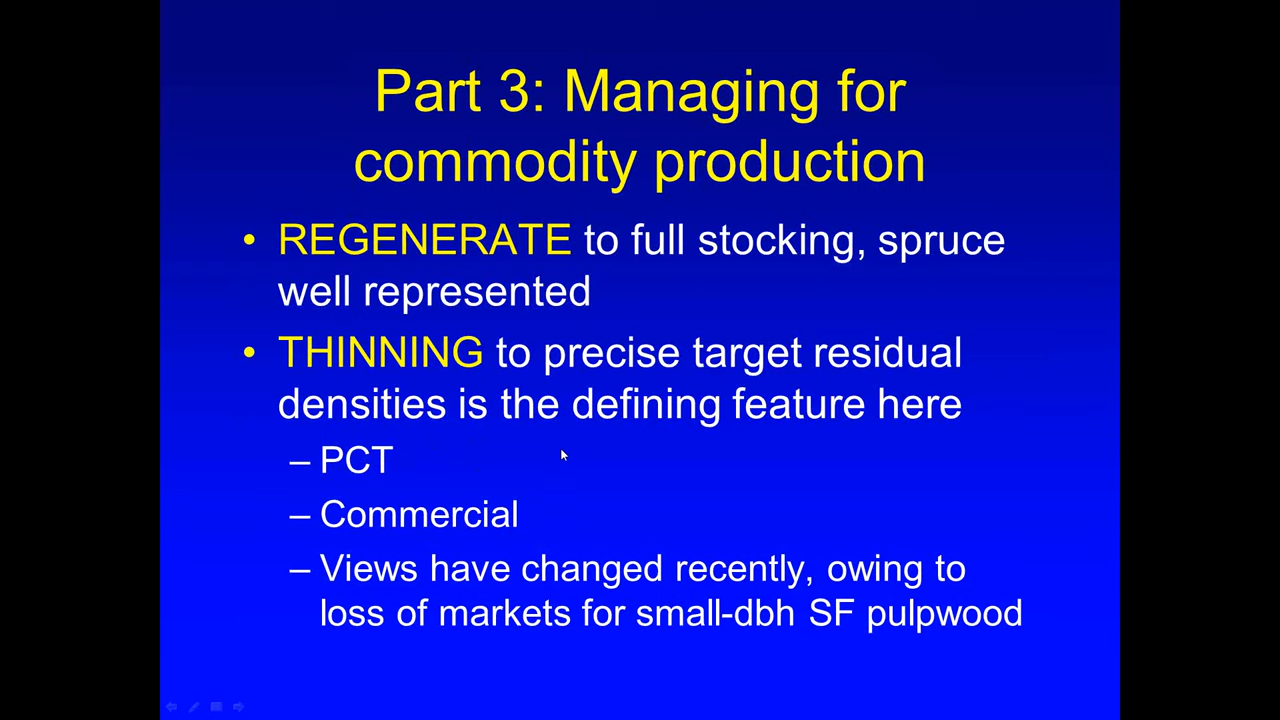 Part 3: Managing for
commodity production
• REGENERATE to full stocking, spruce
well represented
• THINNING to precise target residual
densities is the defining feature here
– PCT
– Commercial
– Views have changed recently, owing to
loss of markets for small-dbh SF pulpwood